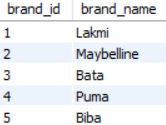 brand_id brand_name
1 Lakmi
2 Maybelline
3 Bata
4 Puma
5 Biba